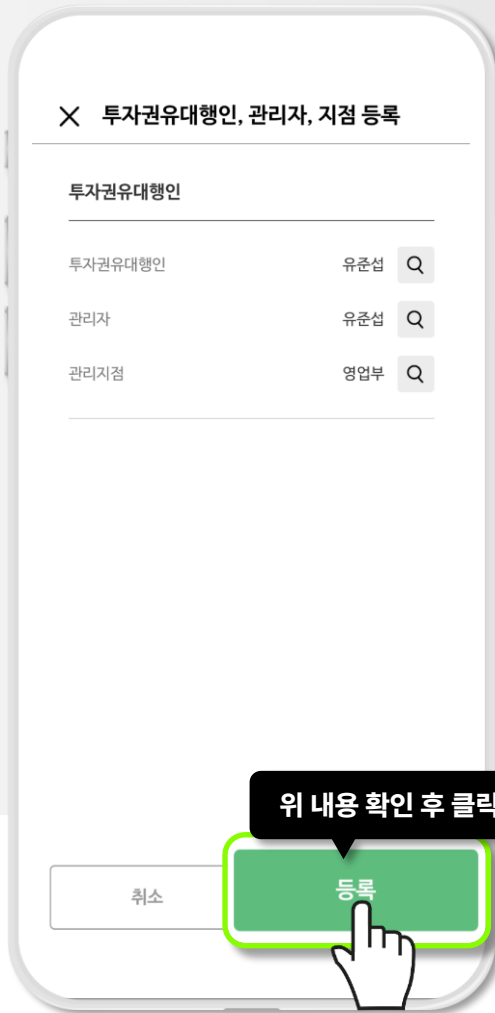 투자권유대행인, 관리자, 지점 등록
투자권유대행인
투자권유대행인 유준섭
관리자 유준섭
관리지점 영업부
위 내용 확인 후 클릭
취소 등록